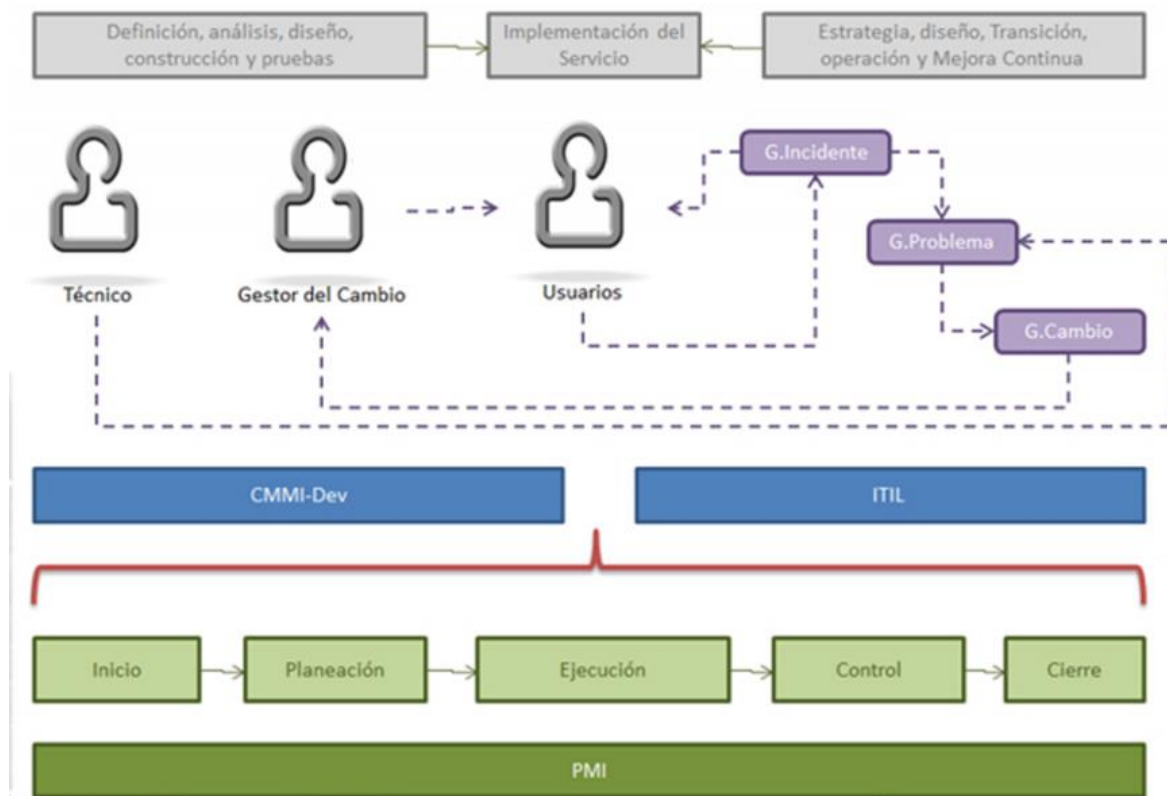 Definición, análisis, diseño,
construcción y pruebas
Implementación del
Servicio
Estrategia, diseño, Transición,
operación y Mejora Continua
G.Incidente
G.Problema
G.Cambio
Técnico
Gestor del Cambio
Usuarios
CMMI-Dev
ITIL
Inicio
Planeación
Ejecución
Control
Cierre
PMI